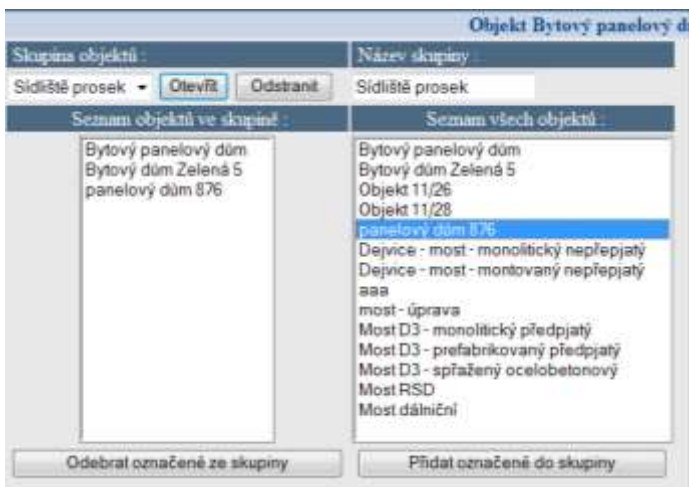 Objekt Bytový panelový
Skupina objektů :
Název skupiny :
Sídliště prosek
Otevřít
Odstranit
Sídliště prosek
Seznam objektů ve skupině :
Seznam všech objektů :
Bytový panelový dům
Bytový dům Zelená 5
panelový dům 876
Bytový panelový dům
Bytový dům Zelená 5
Objekt 11/26
Objekt 11/28
panelový dům 876
Dejvice - most - monolitický nepřepjatý
Dejvice - most - montovaný nepřepjatý
aaa
most - úprava
Most D3 - monolitický předpjatý
Most D3 - prefabrikovaný předpjatý
Most D3 - spřažený ocelobetonový
Most RSD
Most dálniční
Odebrat označené ze skupiny
Přidat označené do skupiny